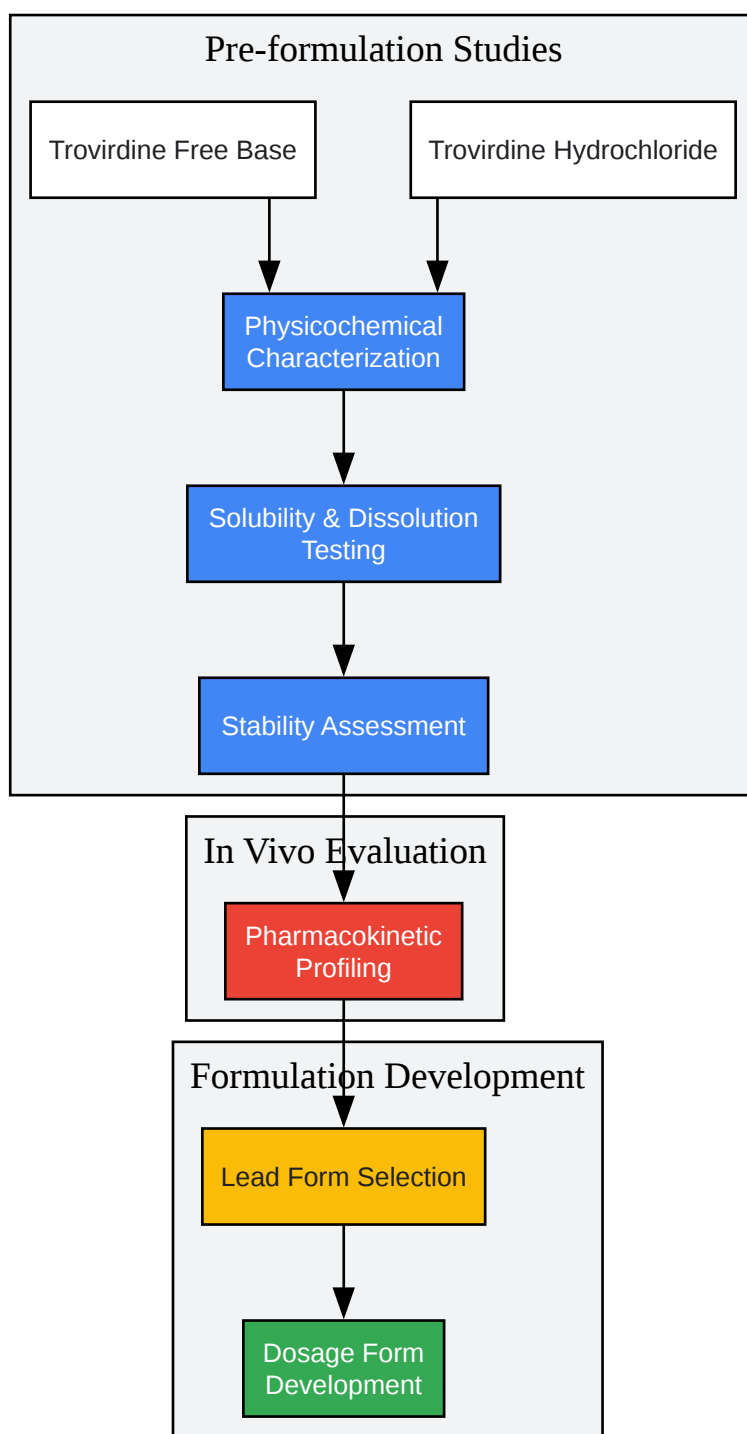 Pre-formulation Studies
Trovirdine Free Base
Trovirdine Hydrochloride
Physicochemical
Characterization
Solubility & Dissolution
Testing
Stability Assessment
In Vivo Evaluation
Pharmacokinetic
Profiling
Formulation Development
Lead Form Selection
Dosage Form
Development